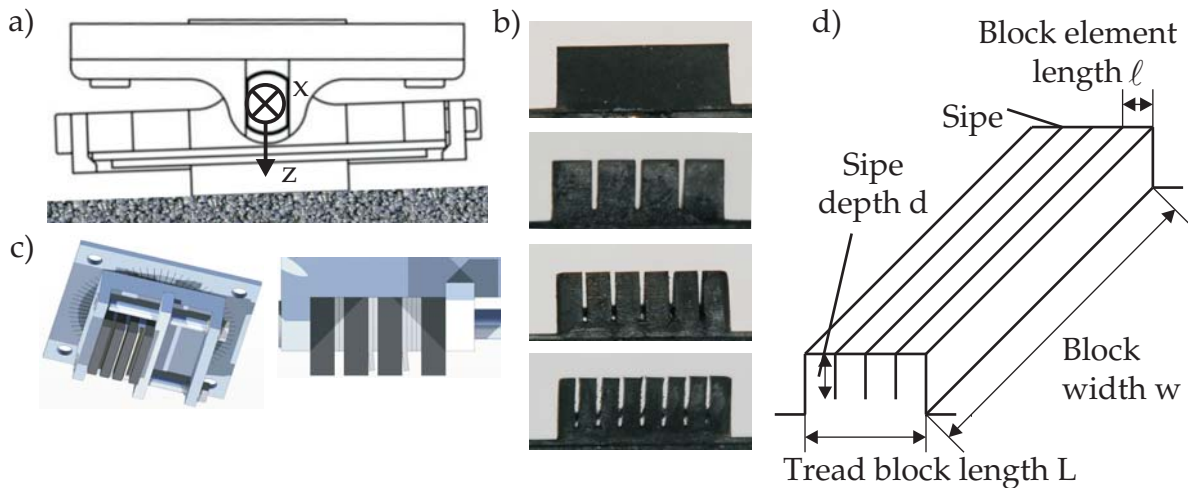 a)
x
z
b)
c)
d)
Block element
length ℓ
Sipe
Sipe
depth d
Block
width w
Tread block length L